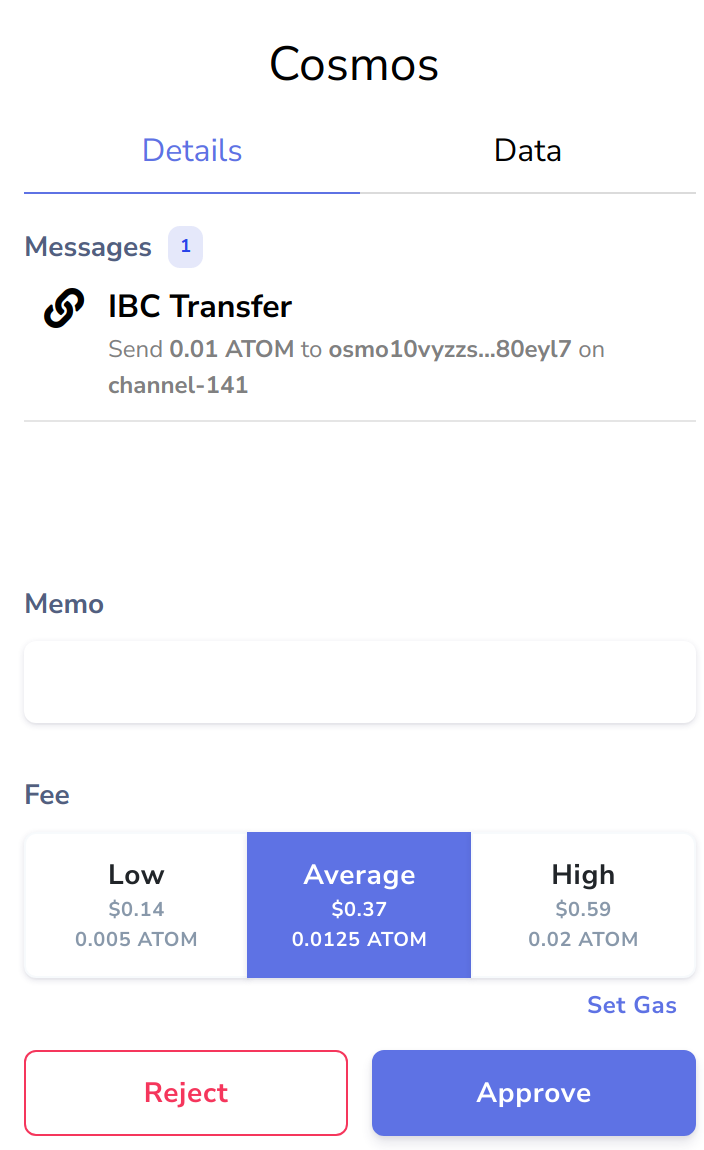 Cosmos
Details Data
Messages 1
IBC Transfer
Send 0.01 ATOM to osmo10vyzzs...80eyl7 on
channel-141
Memo
Fee
Low Average High
$0.14 $0.37 $0.59
0.005 ATOM 0.0125 ATOM 0.02 ATOM
Set Gas
Reject Approve